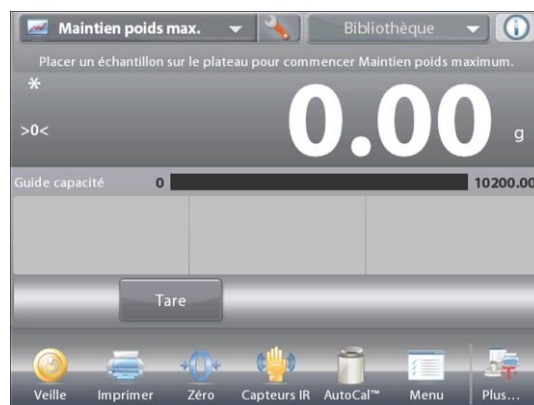 Maintien poids max. Bibliothèque
Placer un échantillon sur le plateau pour commencer Maintien poids maximum.
*
>0< 0.00 g
Guide capacité 0 10200.00
Tare
Veille Imprimer Zéro Capteurs IR AutoCal™ Menu Plus...